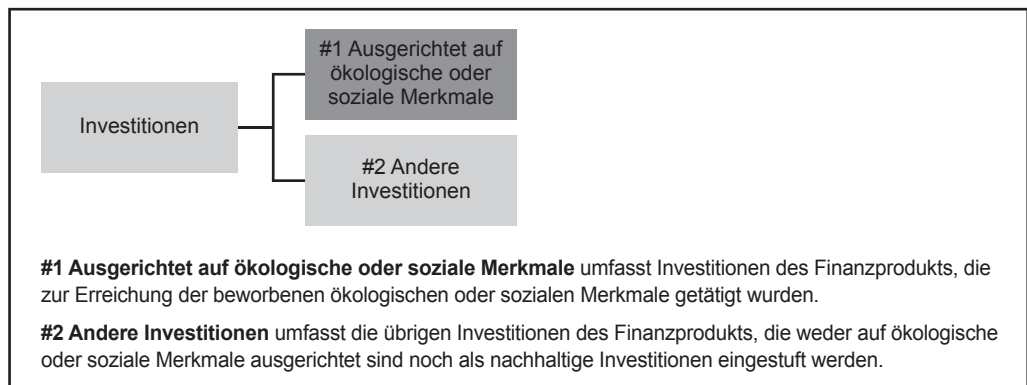 #1 Ausgerichtet auf
ökologische oder
soziale Merkmale
Investitionen
#2 Andere
Investitionen
#1 Ausgerichtet auf ökologische oder soziale Merkmale umfasst Investitionen des Finanzprodukts, die
zur Erreichung der beworbenen ökologischen oder sozialen Merkmale getätigt wurden.
#2 Andere Investitionen umfasst die übrigen Investitionen des Finanzprodukts, die weder auf ökologische
oder soziale Merkmale ausgerichtet sind noch als nachhaltige Investitionen eingestuft werden.